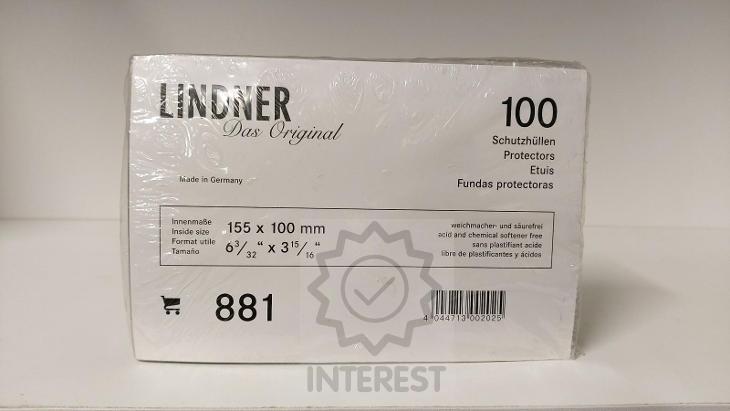 LINDNER
Das Original
Made in Germany
100
Schutzhüllen
Protectors
Etuis
Fundas protectoras
Innenmaße
Inside size
Format utile
Tamaño
155 x 100 mm
6 3/32 “ x 3 15/16 “
weichmacher- und säurefrei
acid and chemical softener free
sans plastifiant acide
libre de plastificantes y ácidos
881
4 044713 002025
INTEREST